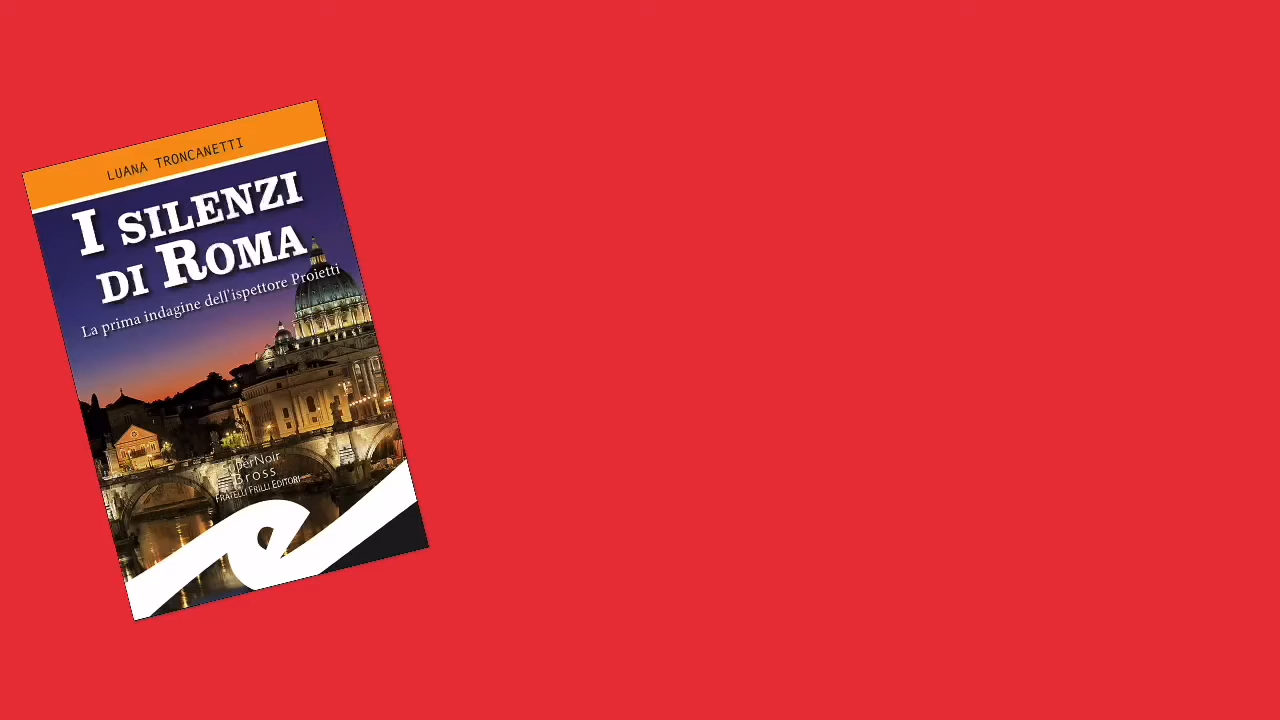 LUANA TRONCANETTI
I SILENZI
DI ROMA
La prima indagine dell'ispettore Proietti
SuperNoir
Bross
FRATELLI FRILLI EDITORI